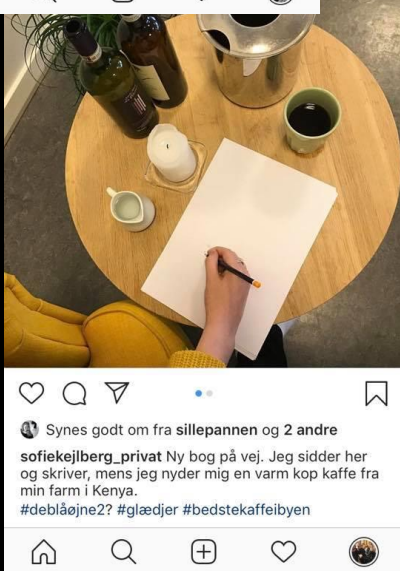 Synes godt om fra sillepannen og 2 andre
sofiekejlberg_privat Ny bog på vej. Jeg sidder her
og skriver, mens jeg nyder mig en varm kop kaffe fra
min farm i Kenya.
#deblåøjne2? #glædjer #bedstekaffeibyen